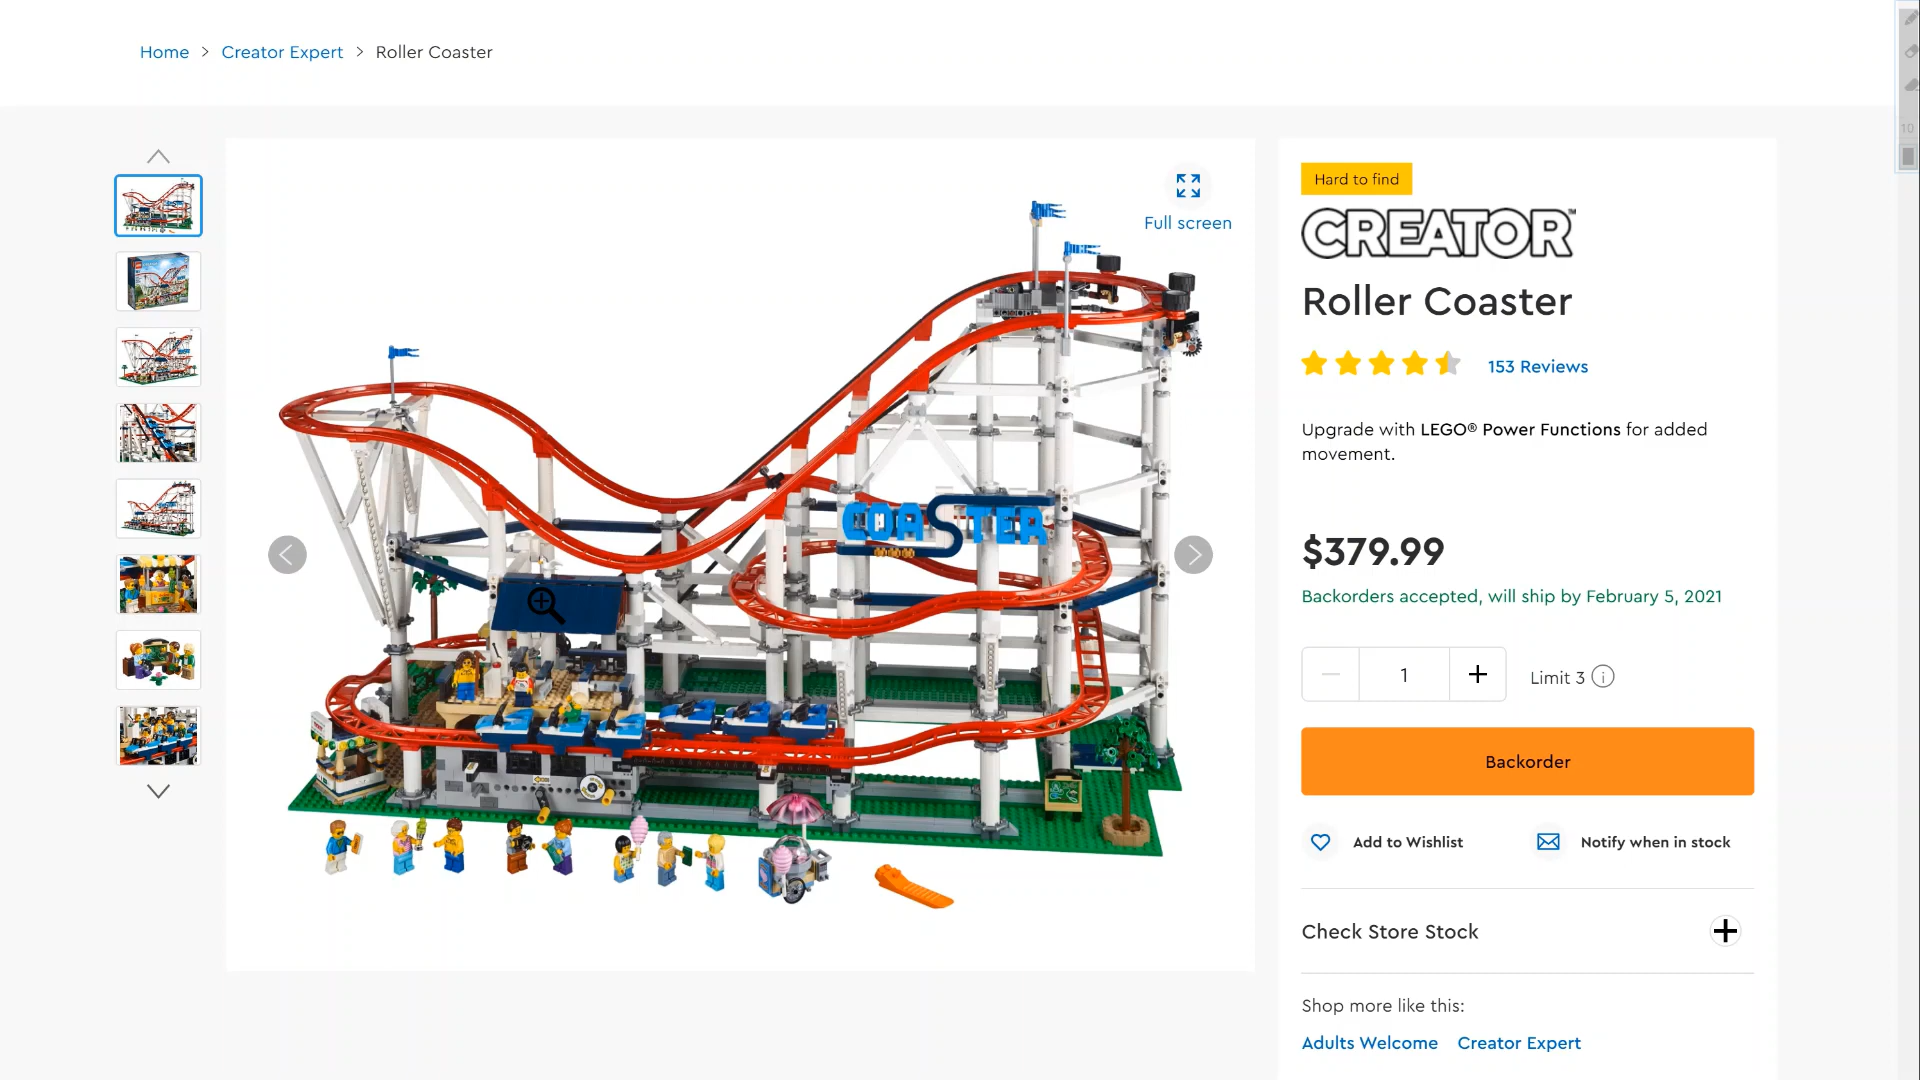 Home > Creator Expert > Roller Coaster
10
Full screen
COASTER
Hard to find
CREATOR™
Roller Coaster
153 Reviews
Upgrade with LEGO® Power Functions for added
movement.
$379.99
Backorders accepted, will ship by February 5, 2021
1
Limit 3
Backorder
Add to Wishlist
Notify when in stock
Check Store Stock
Shop more like this:
Adults Welcome Creator Expert